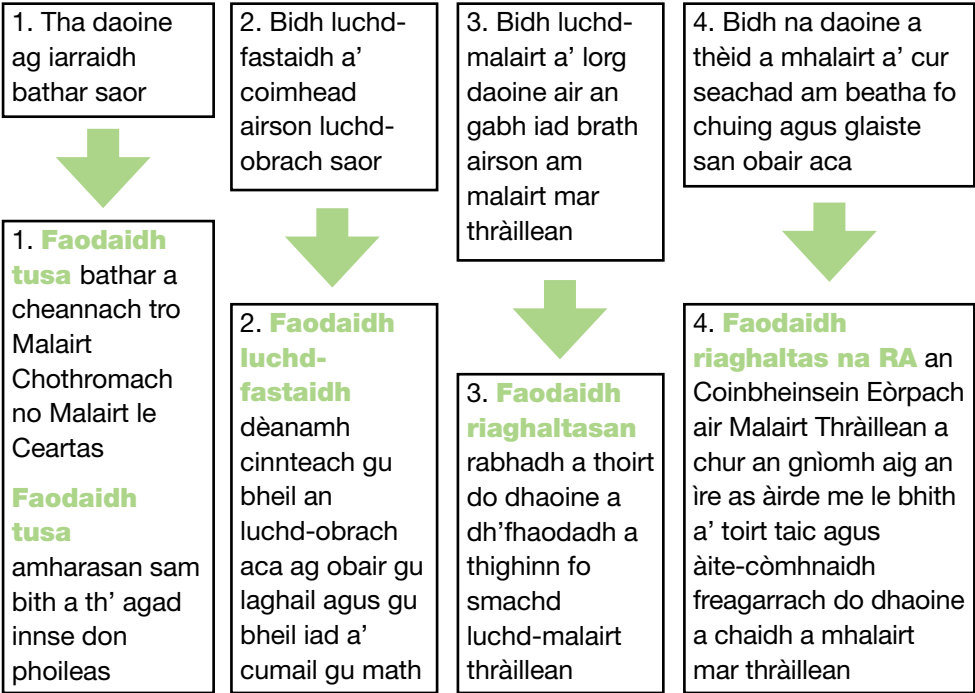 1. Tha daoine
ag iarraidh
bathar saor
2. Bidh luchd-
fastaidh a’
coimhead
airson luchd-
obrach saor
3. Bidh luchd-
malairt a’ lorg
daoine air an
gabh iad brath
airson am
malairt mar
thràillean
4. Bidh na daoine a
thèid a mhalairt a’ cur
seachad am beatha fo
chuing agus glaiste
san obair aca
1. Faodaidh
tusa bathar a
cheannach tro
Malairt
Chothromach
no Malairt le
Ceartas
Faodaidh
tusa
amharasan sam
bith a th’ agad
innse don
phoileas
2. Faodaidh
luchd-
fastaidh
dèanamh
cinnteach gu
bheil an
luchd-obrach
aca ag obair gu
laghail agus gu
bheil iad a’
cumail gu math
3. Faodaidh
riaghaltasan
rabhadh a thoirt
do dhaoine a
dh’fhaodadh a
thighinn fo
smachd
luchd-malairt
thràillean
4. Faodaidh
riaghaltas na RA an
Coinbheinsein Eòrpach
air Malairt Thràillean a
chur an gnìomh aig an
ìre as àirde me le bhith
a’ toirt taic agus
àite-còmhnaidh
freagarrach do dhaoine
a chaidh a mhalairt
mar thràillean